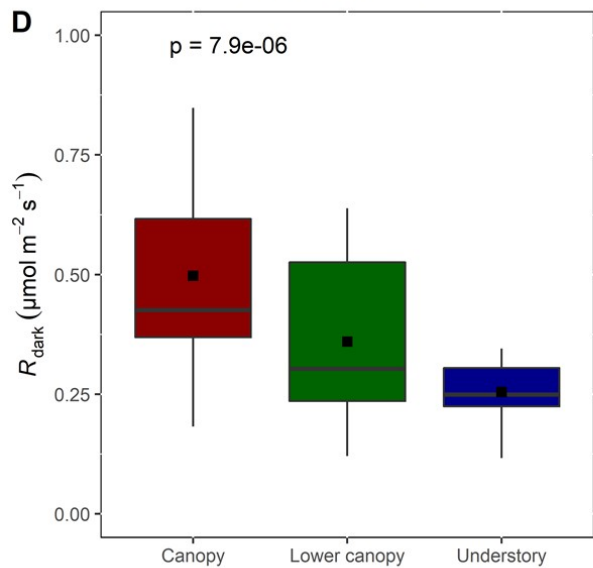 D
p = 7.9e-06
R dark (µmol m⁻² s⁻¹)
1.00
0.75
0.50
0.25
0.00
Canopy Lower canopy Understory